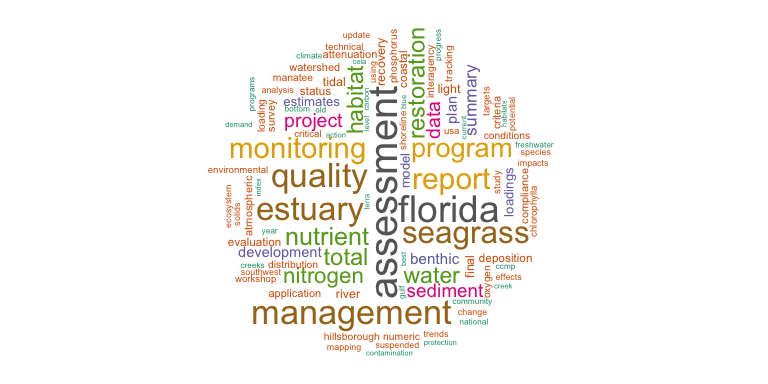 update
technical
climate attenuation
watershed
ceia
manatee
tidal
programs
analysis
status
estimates
bottom
old
loading
survey
project
demand
critical
action
habitat
level
carbon
using
recovery
phosphorus
coastal
blue
shoreline
restoration
interagency
progress
tracking
light
data
plan
usa
current
summary
targets
criteria
habitats
potential
conditions
freshwater
species
impacts
monitoring
program
environmental
quality
model
report
study
loadings
compliance
chlorophylla
ecosystem
solids
atmospheric
index
estuary
terra
assessment
florida
seagrass
year
nutrient
evaluation
development
total
creeks
distribution
southwest
workshop
nitrogen
best
benthic
water
gulf
sediment
final
deposition
ccmp
oxygen
effects
creek
application
river
community
management
change
national
hillsborough
numeric
trends
protection
mapping
suspended
contamination